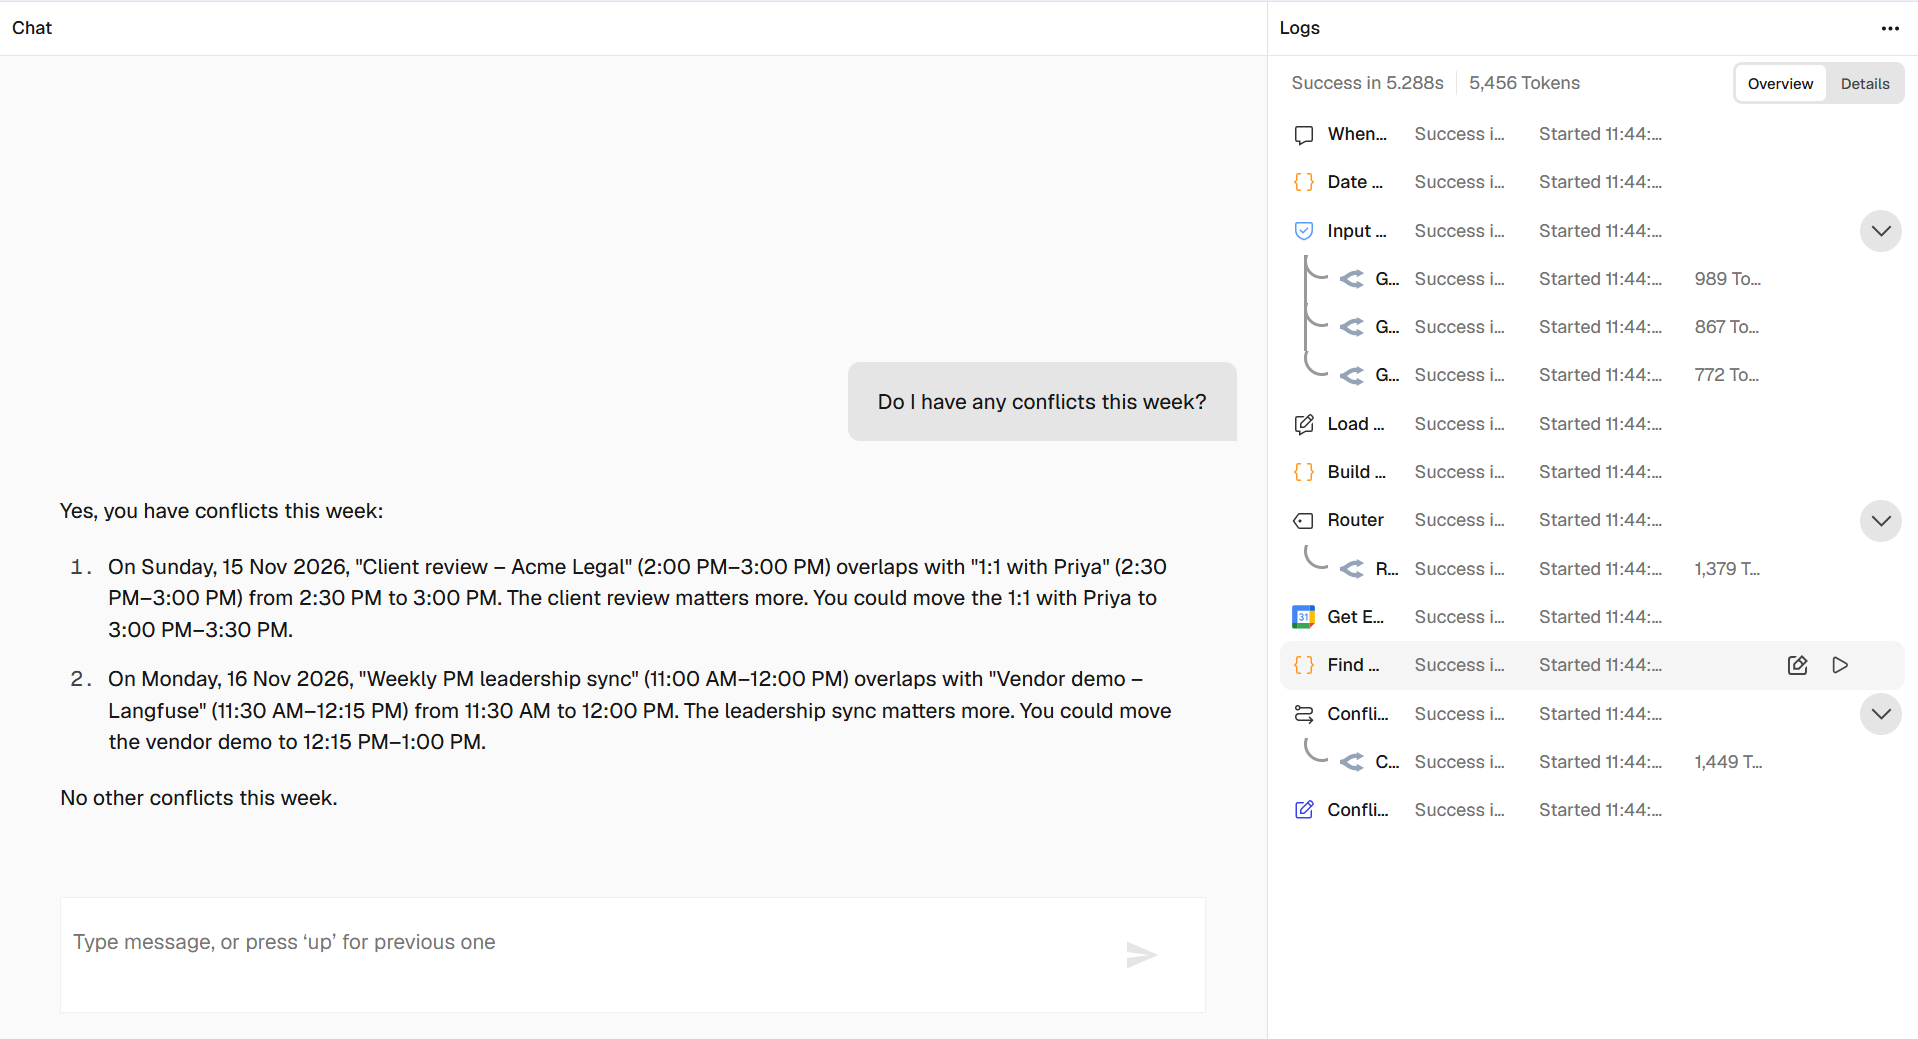 Chat
Do I have any conflicts this week?
Yes, you have conflicts this week:
1. On Sunday, 15 Nov 2026, "Client review – Acme Legal" (2:00 PM–3:00 PM) overlaps with "1:1 with Priya" (2:30
PM–3:00 PM) from 2:30 PM to 3:00 PM. The client review matters more. You could move the 1:1 with Priya to
3:00 PM–3:30 PM.
2. On Monday, 16 Nov 2026, "Weekly PM leadership sync" (11:00 AM–12:00 PM) overlaps with "Vendor demo –
Langfuse" (11:30 AM–12:15 PM) from 11:30 AM to 12:00 PM. The leadership sync matters more. You could move
the vendor demo to 12:15 PM–1:00 PM.
No other conflicts this week.
Type message, or press ‘up’ for previous one
Logs
Success in 5.288s 5,456 Tokens Overview Details
When... Success i... Started 11:44:...
{} Date ... Success i... Started 11:44:...
Input ... Success i... Started 11:44:...
G... Success i... Started 11:44:... 989 To...
G... Success i... Started 11:44:... 867 To...
G... Success i... Started 11:44:... 772 To...
Load ... Success i... Started 11:44:...
{} Build ... Success i... Started 11:44:...
Router Success i... Started 11:44:...
R... Success i... Started 11:44:... 1,379 T...
31 Get E... Success i... Started 11:44:...
{} Find ... Success i... Started 11:44:...
Confli... Success i... Started 11:44:...
C... Success i... Started 11:44:... 1,449 T...
Confli... Success i... Started 11:44:...